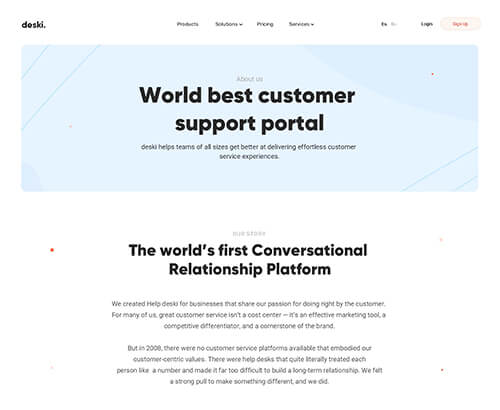 deski.
Products Solutions Pricing Services
En Login Sign Up
About us
World best customer
support portal
deski helps teams of all sizes get better at delivering effortless customer
service experiences.
OUR STORY
The world's first Conversational
Relationship Platform
We created Help deski for businesses that share our passion for doing right by the customer.
For many of us, great customer service isn't a cost center — it's an effective marketing tool, a
competitive differentiator, and a cornerstone of the brand.
But in 2008, there were no customer service platforms available that embodied our
customer-centric values. There were help desks that quite literally treated each
person like a number and made it far too difficult to build a long-term relationship. We felt
a strong pull to make something different, and we did.